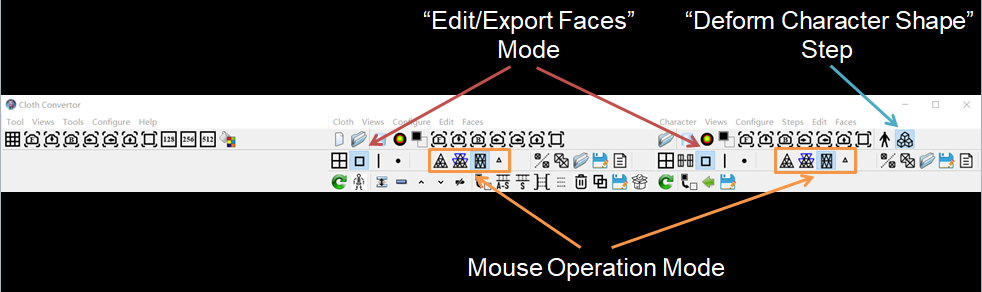 “Edit/Export Faces”
Mode
“Deform Character Shape”
Step
Cloth Convertor
Tool Views Tools Configure Help
Cloth Views Configure Edit Faces
Character Views Configure Steps Edit Faces
128 256 512
A-S S
Mouse Operation Mode